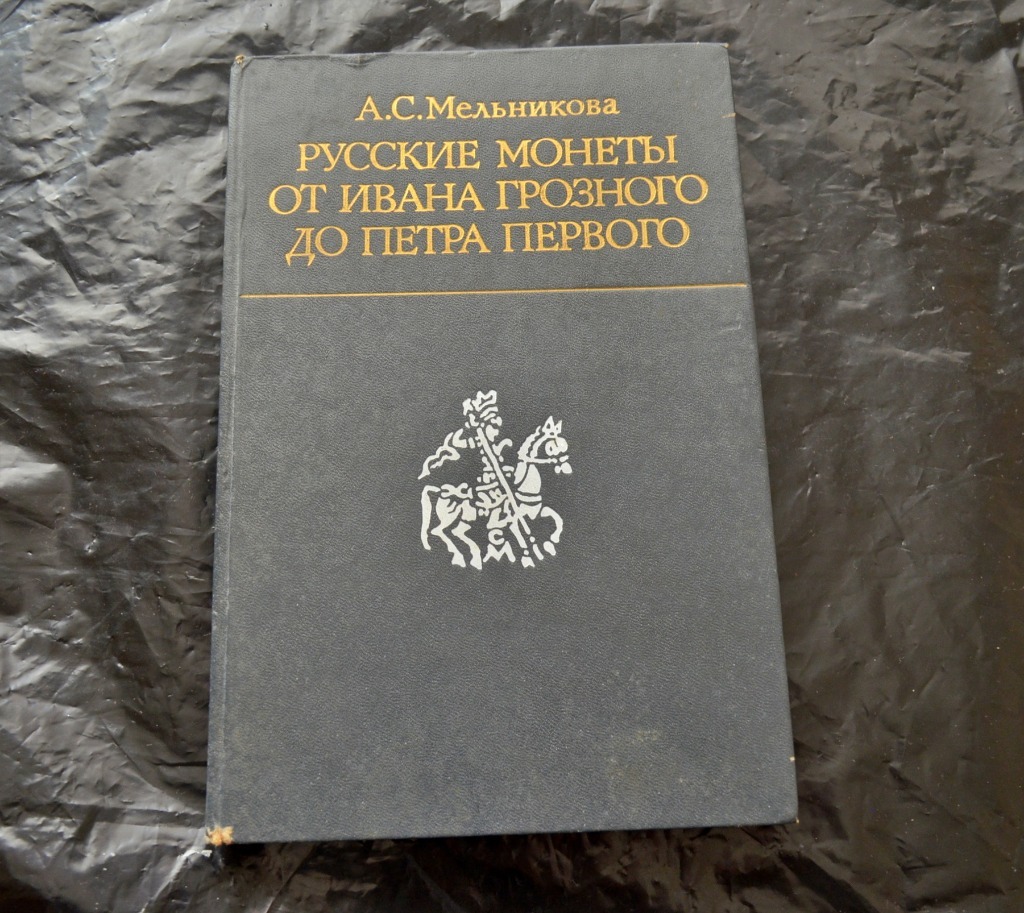 А.С.Мельникова
РУССКИЕ МОНЕТЫ
ОТ ИВАНА ГРОЗНОГО
ДО ПЕТРА ПЕРВОГО
С
М